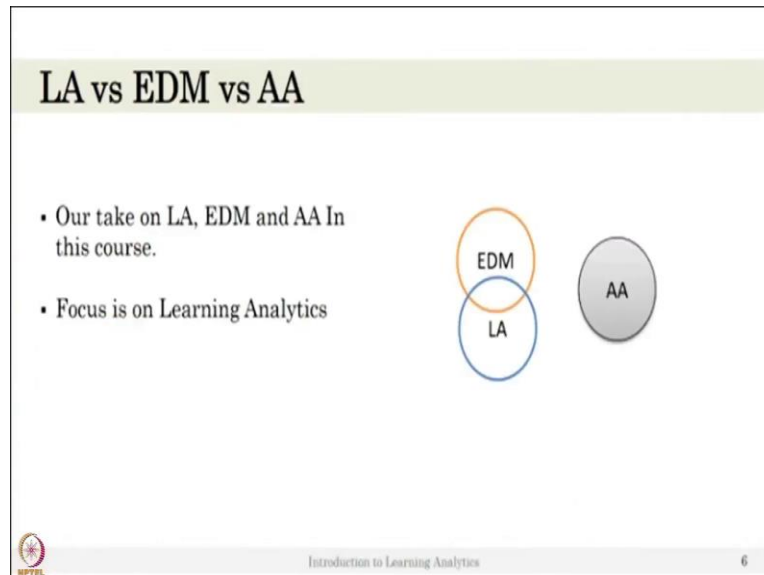 LA vs EDM vs AA
▪ Our take on LA, EDM and AA In
this course.
▪ Focus is on Learning Analytics
EDM
LA
AA
NPTEL
Introduction to Learning Analytics
6